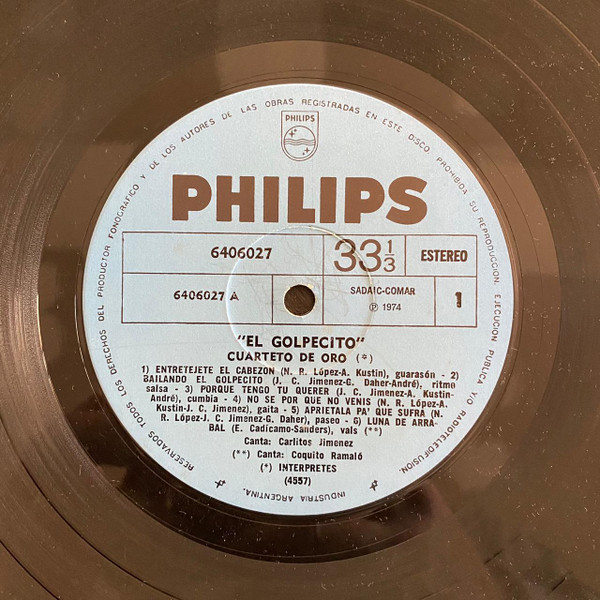 RESERVADOS TODOS LOS DERECHOS DEL PRODUCTOR FONOGRAFICO Y DE LOS AUTORES DE LAS OBRAS REGISTRADAS EN ESTE DISCO. PROHIBIDA SU REPRODUCCION, EJECUCION PUBLICA Y/O RADIOTELEDIFUSION.
PHILIPS
PHILIPS
6406027
33 1/3
ESTEREO
6406027 A
SADAIC-COMAR
℗ 1974
1
"EL GOLPECITO"
CUARTETO DE ORO (*)
1) ENTRETEJETE EL CABEZON (N. R. López-A. Kustin), guarasón - 2)
BAILANDO EL GOLPECITO (J. C. Jimenez-G. Daher-André), ritmo
salsa - 3) PORQUE TENGO TU QUERER (J. C. Jimenez-A. Kustin-
André), cumbia - 4) NO SE POR QUE NO VENIS (N. R. López-A.
Kustin-J. C. Jimenez), gaita - 5) APRIETALA PA' QUE SUFRA (N.
R. López-J. C. Jimenez-G. Daher), paseo - 6) LUNA DE ARRA-
BAL (E. Cadícamo-Sanders), vals (**)
Canta: Carlitos Jimenez
(**) Canta: Coquito Ramaló
(*) INTERPRETES
(4557)
INDUSTRIA ARGENTINA.